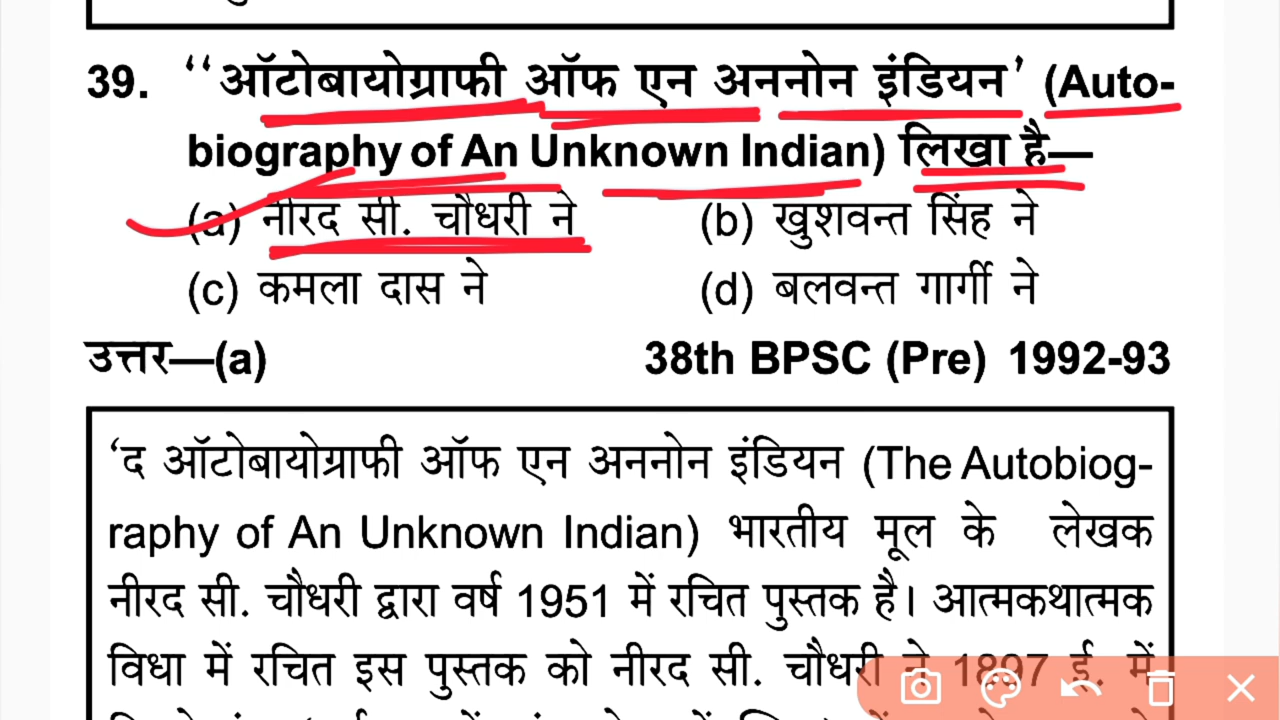 39. ‘‘ऑटोबायोग्राफी ऑफ एन अननोन इंडियन’ (Auto-
biography of An Unknown Indian) लिखा है—
(a) नीरद सी. चौधरी ने (b) खुशवन्त सिंह ने
(c) कमला दास ने (d) बलवन्त गार्गी ने
उत्तर—(a) 38th BPSC (Pre) 1992-93
‘द ऑटोबायोग्राफी ऑफ एन अननोन इंडियन (The Autobiog-
raphy of An Unknown Indian) भारतीय मूल के लेखक
नीरद सी. चौधरी द्वारा वर्ष 1951 में रचित पुस्तक है। आत्मकथात्मक
विधा में रचित इस पुस्तक को नीरद सी. चौधरी ने 1897 ई. में